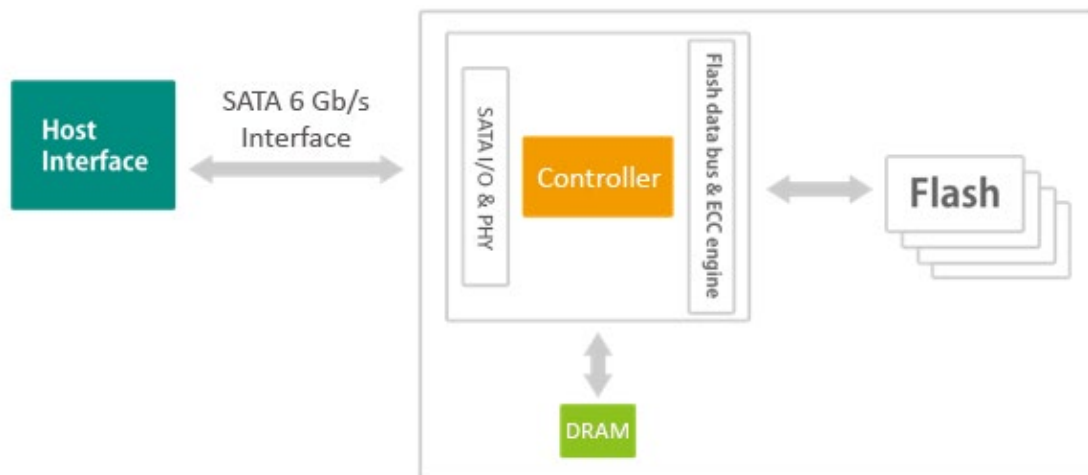 Host
Interface
SATA 6 Gb/s
Interface
SATA I/O & PHY
Controller
Flash data bus & ECC engine
Flash
DRAM